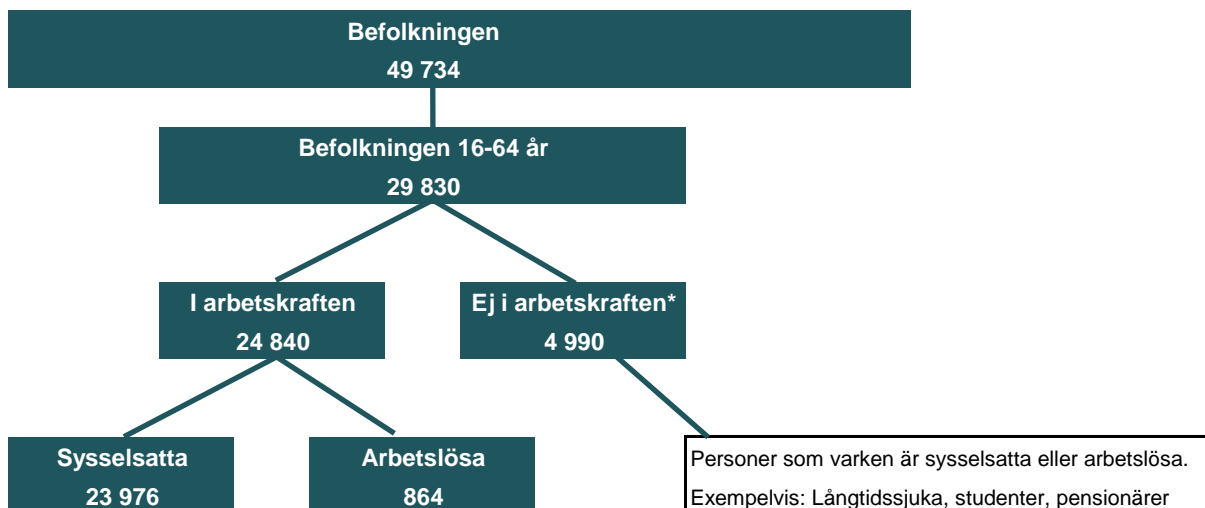 Befolkningen
49 734
Befolkningen 16-64 år
29 830
I arbetskraften
24 840
Ej i arbetskraften*
4 990
Sysselsatta
23 976
Arbetslösa
864
Personer som varken är sysselsatta eller arbetslösa.
Exempelvis: Långtidssjuka, studenter, pensionärer